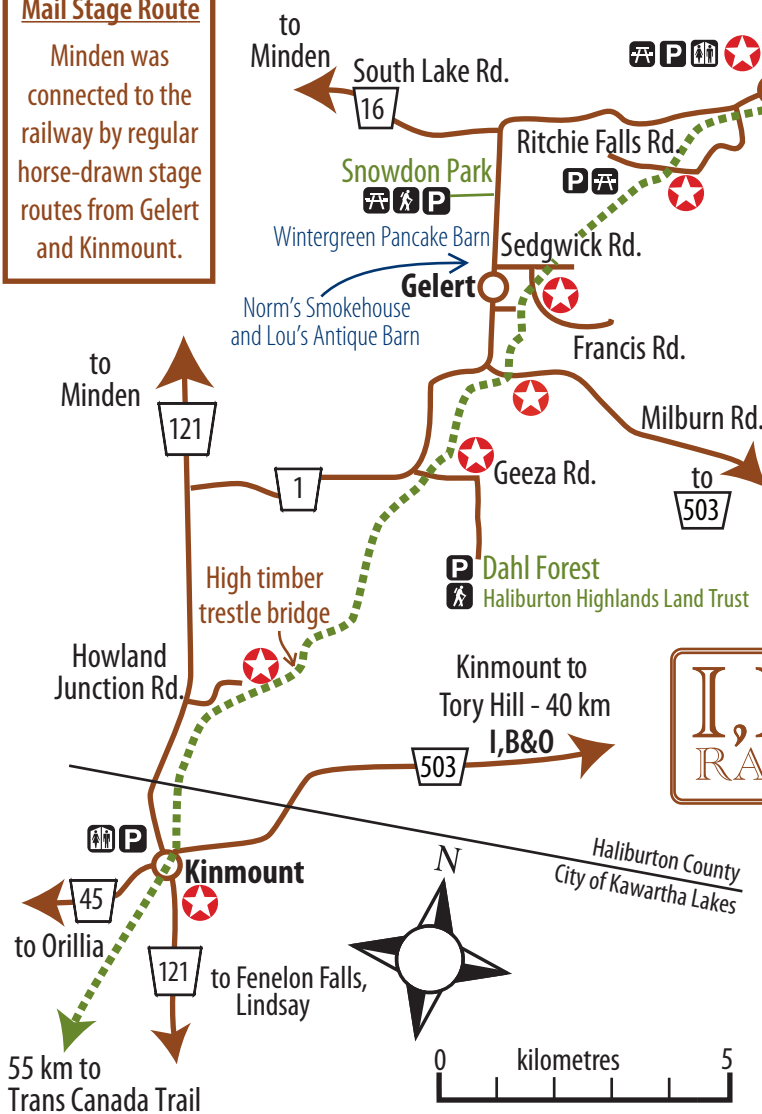 Mail Stage Route
Minden was
connected to the
railway by regular
horse-drawn stage
routes from Gelert
and Kinmount.
to
Minden
South Lake Rd.
16
P
Ritchie Falls Rd.
P
Snowdon Park
P
Wintergreen Pancake Barn
Sedgwick Rd.
Gelert
Norm's Smokehouse
and Lou's Antique Barn
Francis Rd.
to
Minden
121
Milburn Rd.
to
503
1
Geeza Rd.
P Dahl Forest
Haliburton Highlands Land Trust
High timber
trestle bridge
Howland
Junction Rd.
Kinmount to
Tory Hill - 40 km
I,B&O
503
I,
RA
P
Kinmount
Haliburton County
City of Kawartha Lakes
N
45
to Orillia
121
to Fenelon Falls,
Lindsay
55 km to
Trans Canada Trail
0 kilometres 5